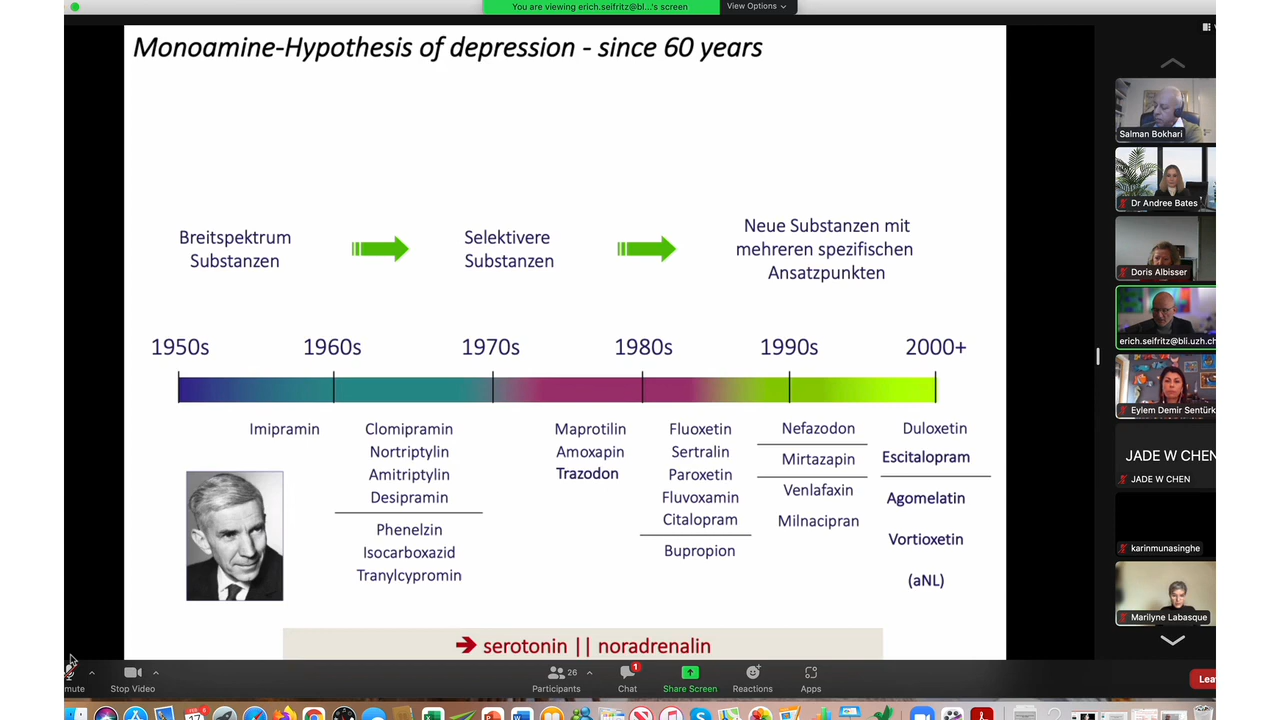 You are viewing erich.seifritz@bl...'s screen
View Options
Monoamine-Hypothesis of depression - since 60 years
Breitspektrum
Substanzen
Selektivere
Substanzen
Neue Substanzen mit
mehreren spezifischen
Ansatzpunkten
1950s
1960s
1970s
1980s
1990s
2000+
Imipramin
Clomipramin
Nortriptylin
Amitriptylin
Desipramin
Phenelzin
Isocarboxazid
Tranylcypromin
Maprotilin
Amoxapin
Trazodon
Fluoxetin
Sertralin
Paroxetin
Fluvoxamin
Citalopram
Bupropion
Nefazodon
Mirtazapin
Venlafaxin
Milnacipran
Duloxetin
Escitalopram
Agomelatin
Vortioxetin
(aNL)
➔ serotonin || noradrenalin
Salman Bokhari
Dr Andree Bates
Doris Albisser
erich.seifritz@bli.uzh.ch
Eylem Demir Sentürk
JADE W CHEN
JADE W CHEN
karinmunasinghe
Marilyne Labasque
mute
Stop Video
26
Participants
1
Chat
Share Screen
Reactions
Apps
Lea